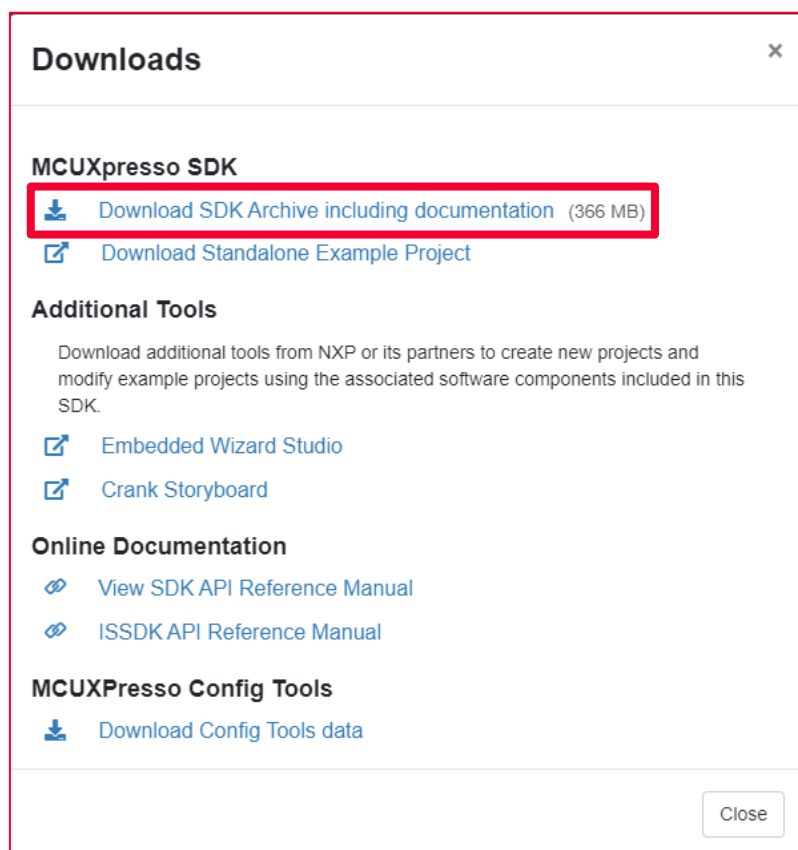 Downloads ×
MCUXpresso SDK
Download SDK Archive including documentation (366 MB)
Download Standalone Example Project
Additional Tools
Download additional tools from NXP or its partners to create new projects and
modify example projects using the associated software components included in this
SDK.
Embedded Wizard Studio
Crank Storyboard
Online Documentation
View SDK API Reference Manual
ISSDK API Reference Manual
MCUXPresso Config Tools
Download Config Tools data
Close